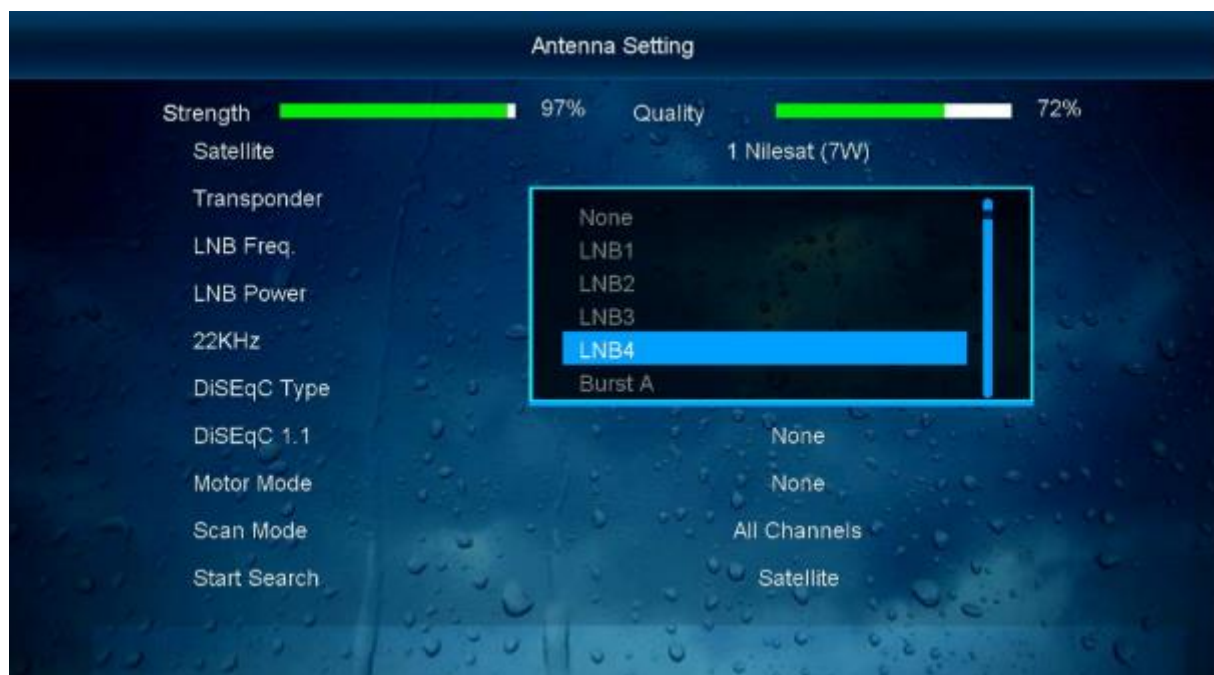 Antenna Setting
Strength 97% Quality 72%
Satellite 1 Nilesat (7W)
Transponder
None
LNB Freq.
LNB1
LNB2
LNB Power
LNB3
22KHz
LNB4
DiSEqC Type
Burst A
DiSEqC 1.1 None
Motor Mode None
Scan Mode All Channels
Start Search Satellite